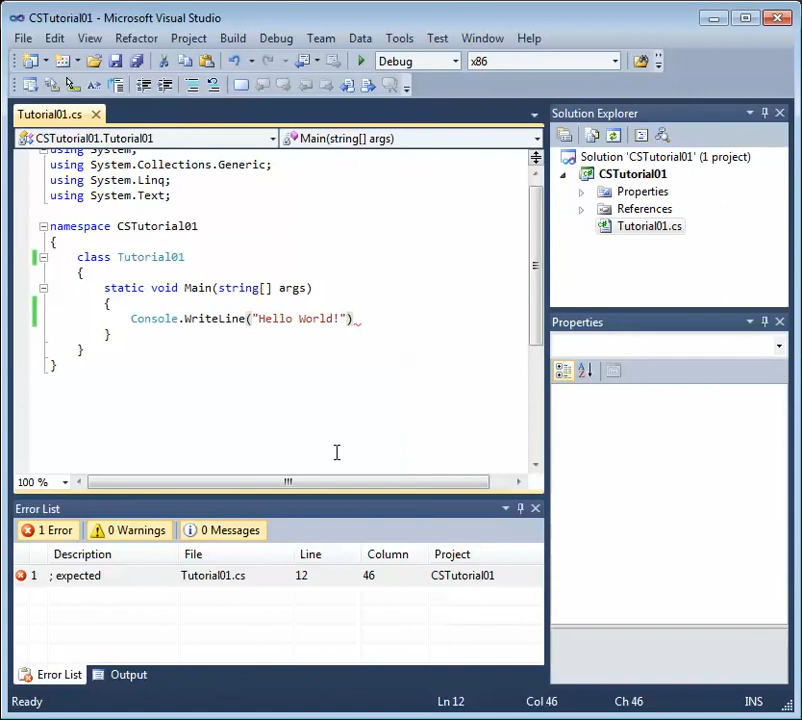 CSTutorial01 - Microsoft Visual Studio
File Edit View Refactor Project Build Debug Team Data Tools Test Window Help
Debug x86
Tutorial01.cs
CSTutorial01.Tutorial01 Main(string[] args)
using System;
using System.Collections.Generic;
using System.Linq;
using System.Text;
namespace CSTutorial01
{
class Tutorial01
{
static void Main(string[] args)
{
Console.WriteLine("Hello World!")
}
}
}
100 %
Solution Explorer
Solution 'CSTutorial01' (1 project)
CSTutorial01
Properties
References
Tutorial01.cs
Properties
Error List
1 Error 0 Warnings 0 Messages
Description File Line Column Project
1 ; expected Tutorial01.cs 12 46 CSTutorial01
Error List Output
Ready Ln 12 Col 46 Ch 46 INS